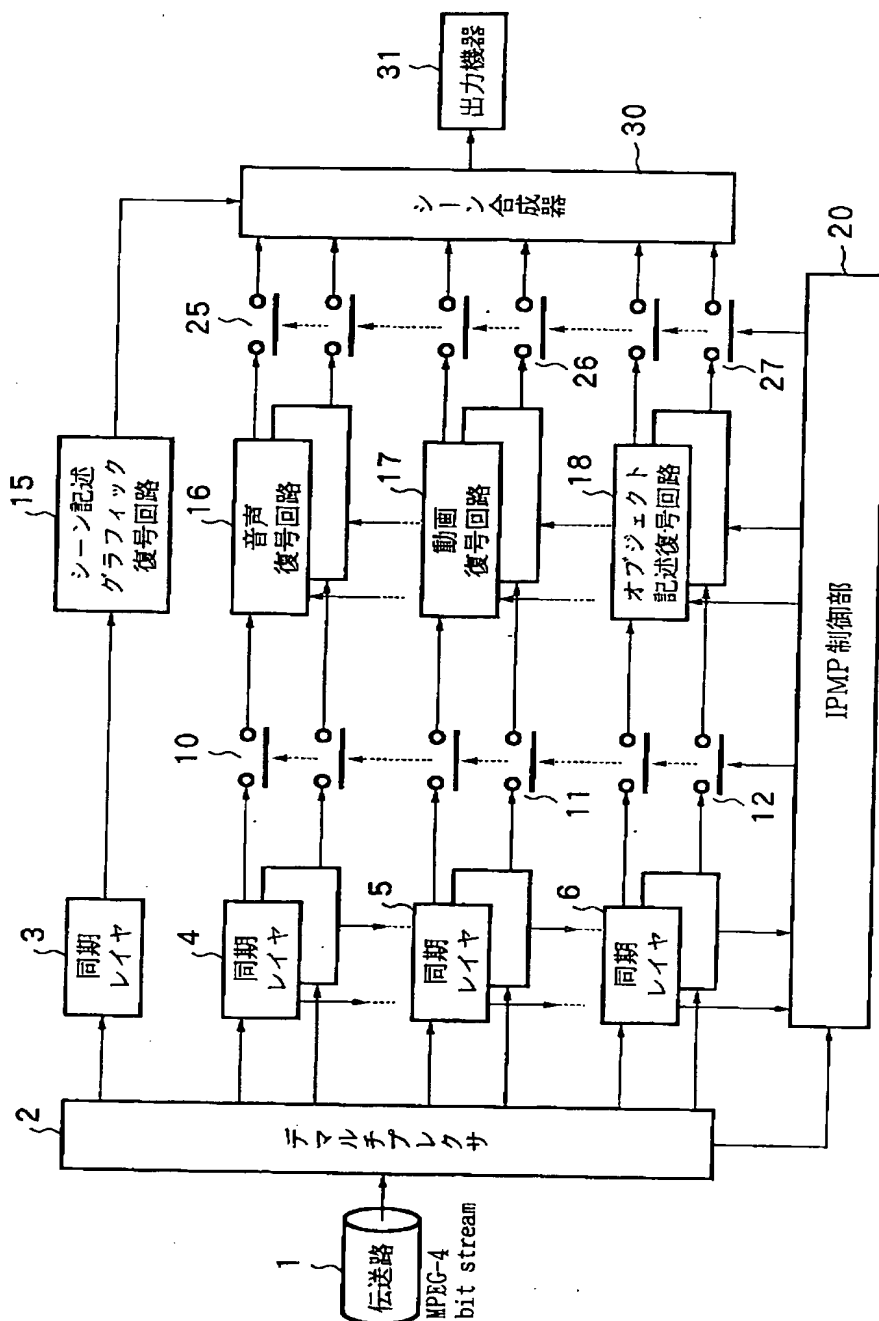 1
伝送路
MPEG-4
bit stream
2
デマルチプレクサ
3
同期
レイヤ
4
同期
レイヤ
5
同期
レイヤ
6
同期
レイヤ
10
11
12
15
シーン記述
グラフィック
復号回路
16
音声
復号回路
17
動画
復号回路
18
オブジェクト
記述復号回路
20
IPMP制御部
25
26
27
シーン合成器
30
31
出力機器